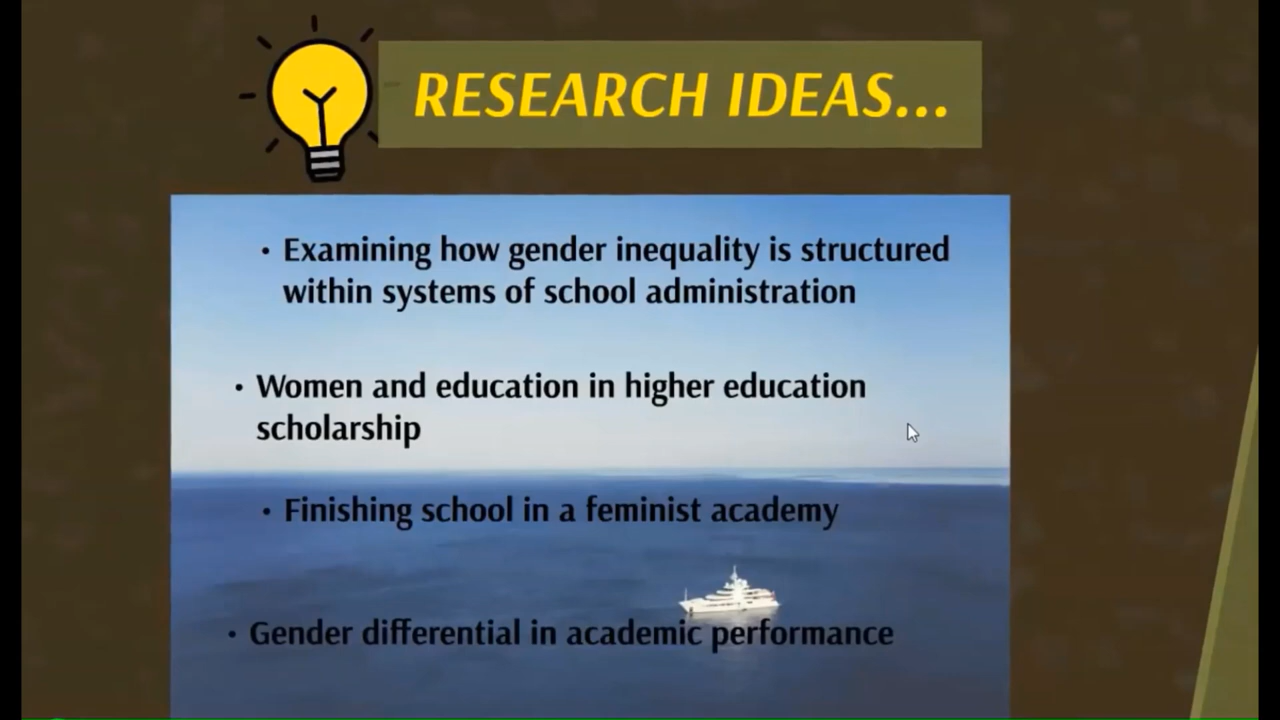 RESEARCH IDEAS...
• Examining how gender inequality is structured
within systems of school administration
• Women and education in higher education
scholarship
• Finishing school in a feminist academy
• Gender differential in academic performance